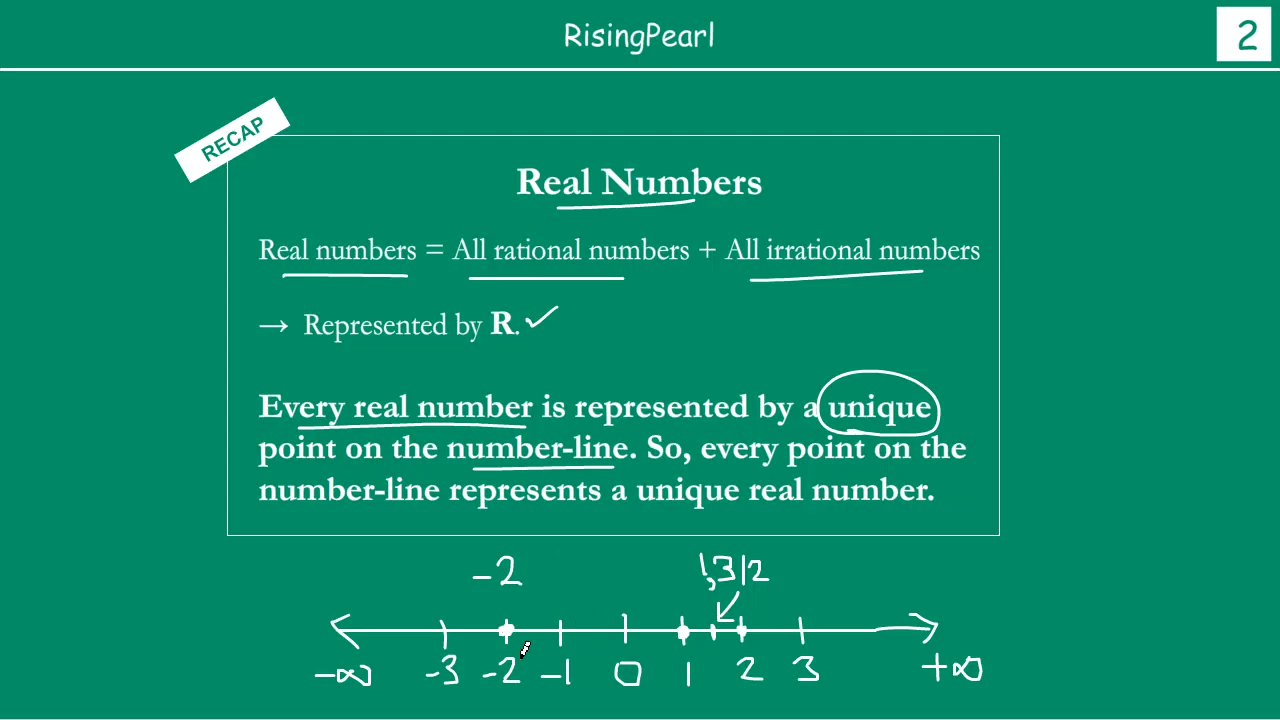 RisingPearl
2
RECAP
Real Numbers
Real numbers = All rational numbers + All irrational numbers
→ Represented by R. ✓
Every real number is represented by a unique
point on the number-line. So, every point on the
number-line represents a unique real number.
-2 1,3|2
-∞ -3 -2 -1 0 1 2 3 +∞